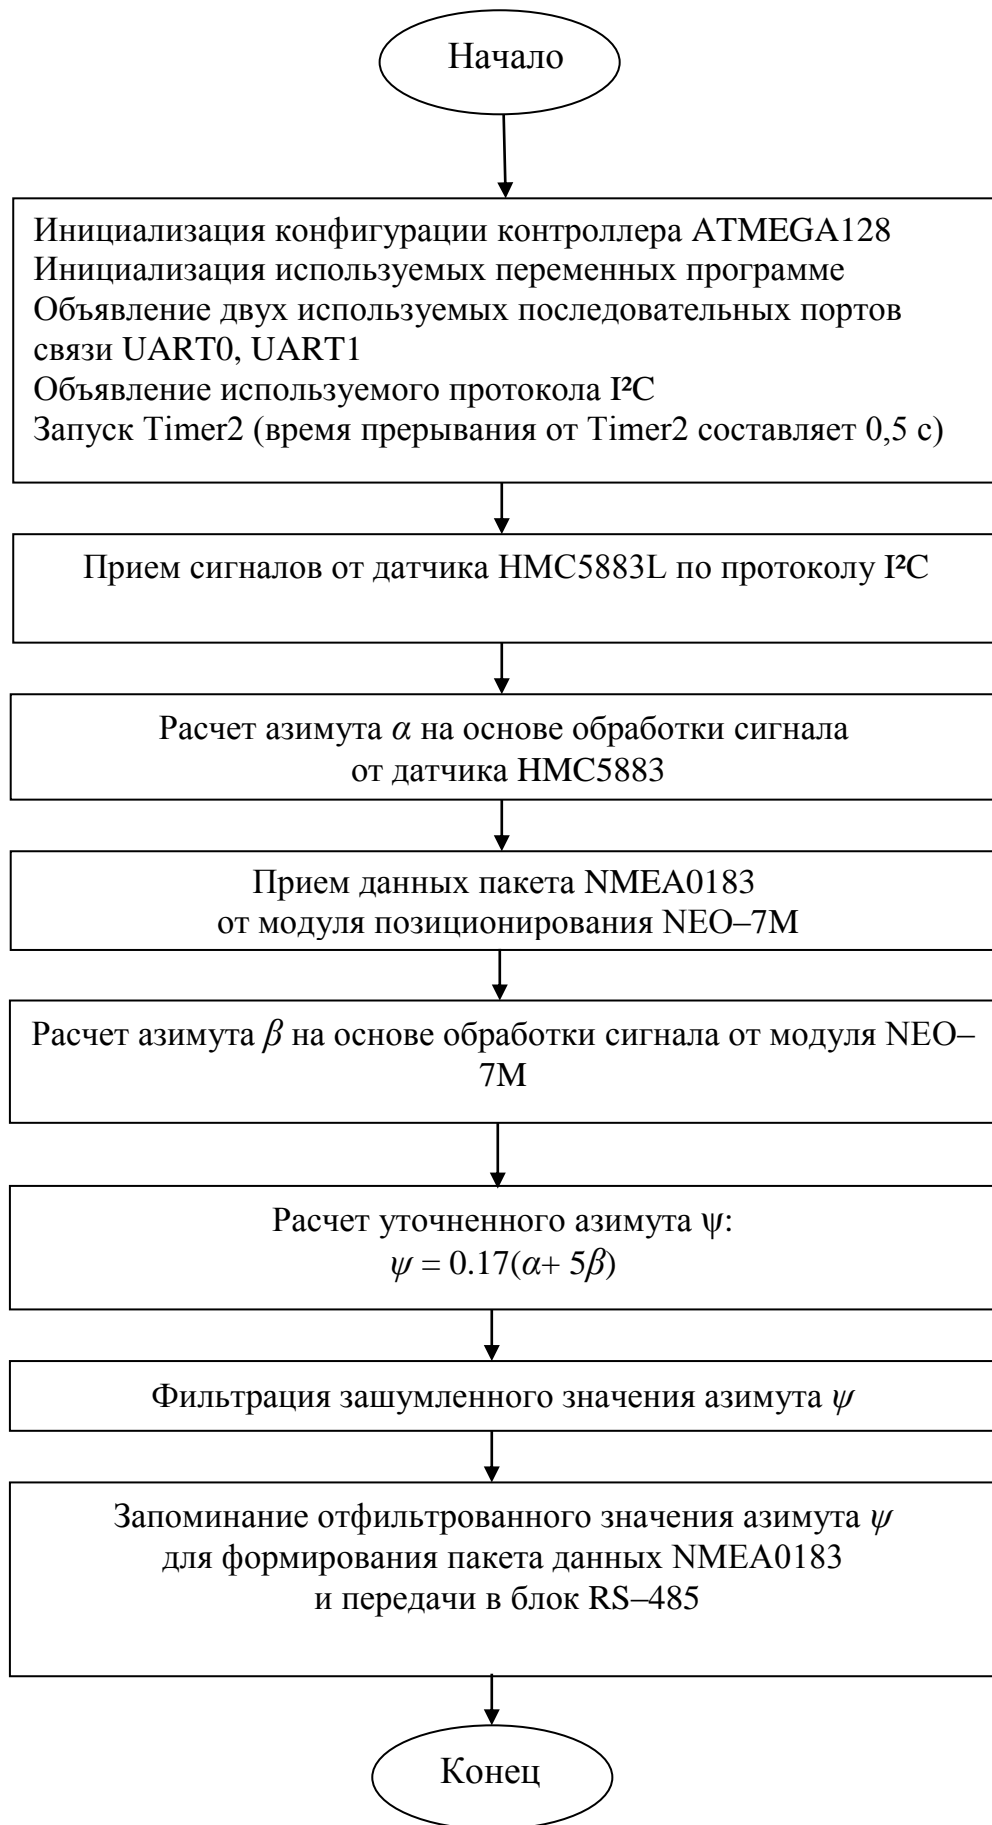 Начало
Инициализация конфигурации контроллера ATMEGA128
Инициализация используемых переменных программе
Объявление двух используемых последовательных портов
связи UART0, UART1
Объявление используемого протокола I²C
Запуск Timer2 (время прерывания от Timer2 составляет 0,5 с)
Прием сигналов от датчика HMC5883L по протоколу I²C
Расчет азимута α на основе обработки сигнала
от датчика HMC5883
Прием данных пакета NMEA0183
от модуля позиционирования NEO–7M
Расчет азимута β на основе обработки сигнала от модуля NEO–
7M
Расчет уточненного азимута ψ:
ψ = 0.17(α+ 5β)
Фильтрация зашумленного значения азимута ψ
Запоминание отфильтрованного значения азимута ψ
для формирования пакета данных NMEA0183
и передачи в блок RS–485
Конец